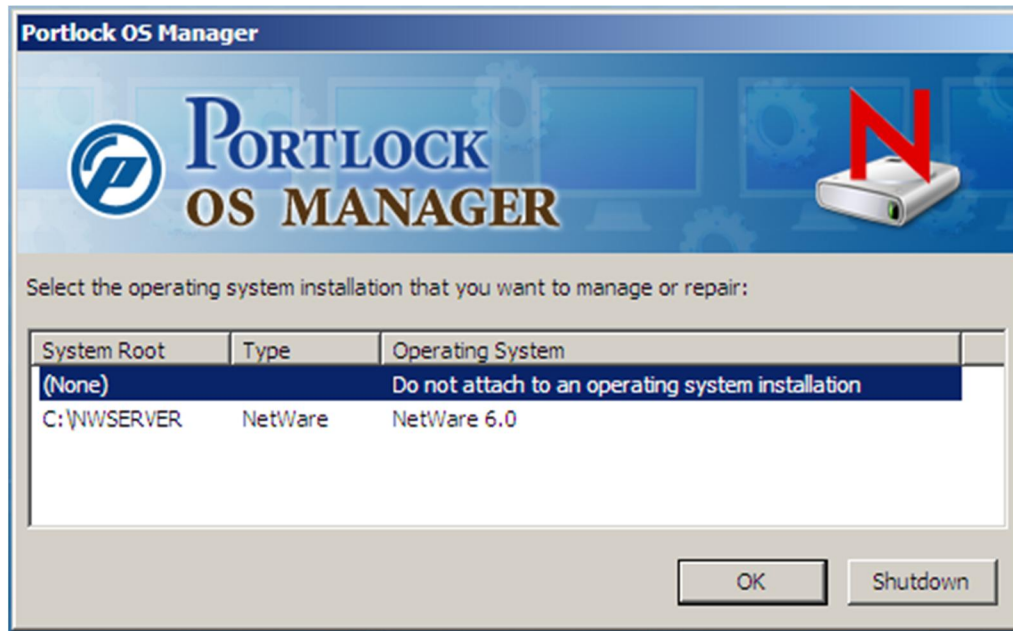 Portlock OS Manager
PORTLOCK
OS MANAGER
N
Select the operating system installation that you want to manage or repair:
System Root Type Operating System
(None) Do not attach to an operating system installation
C:\NWSERVER NetWare NetWare 6.0
OK Shutdown